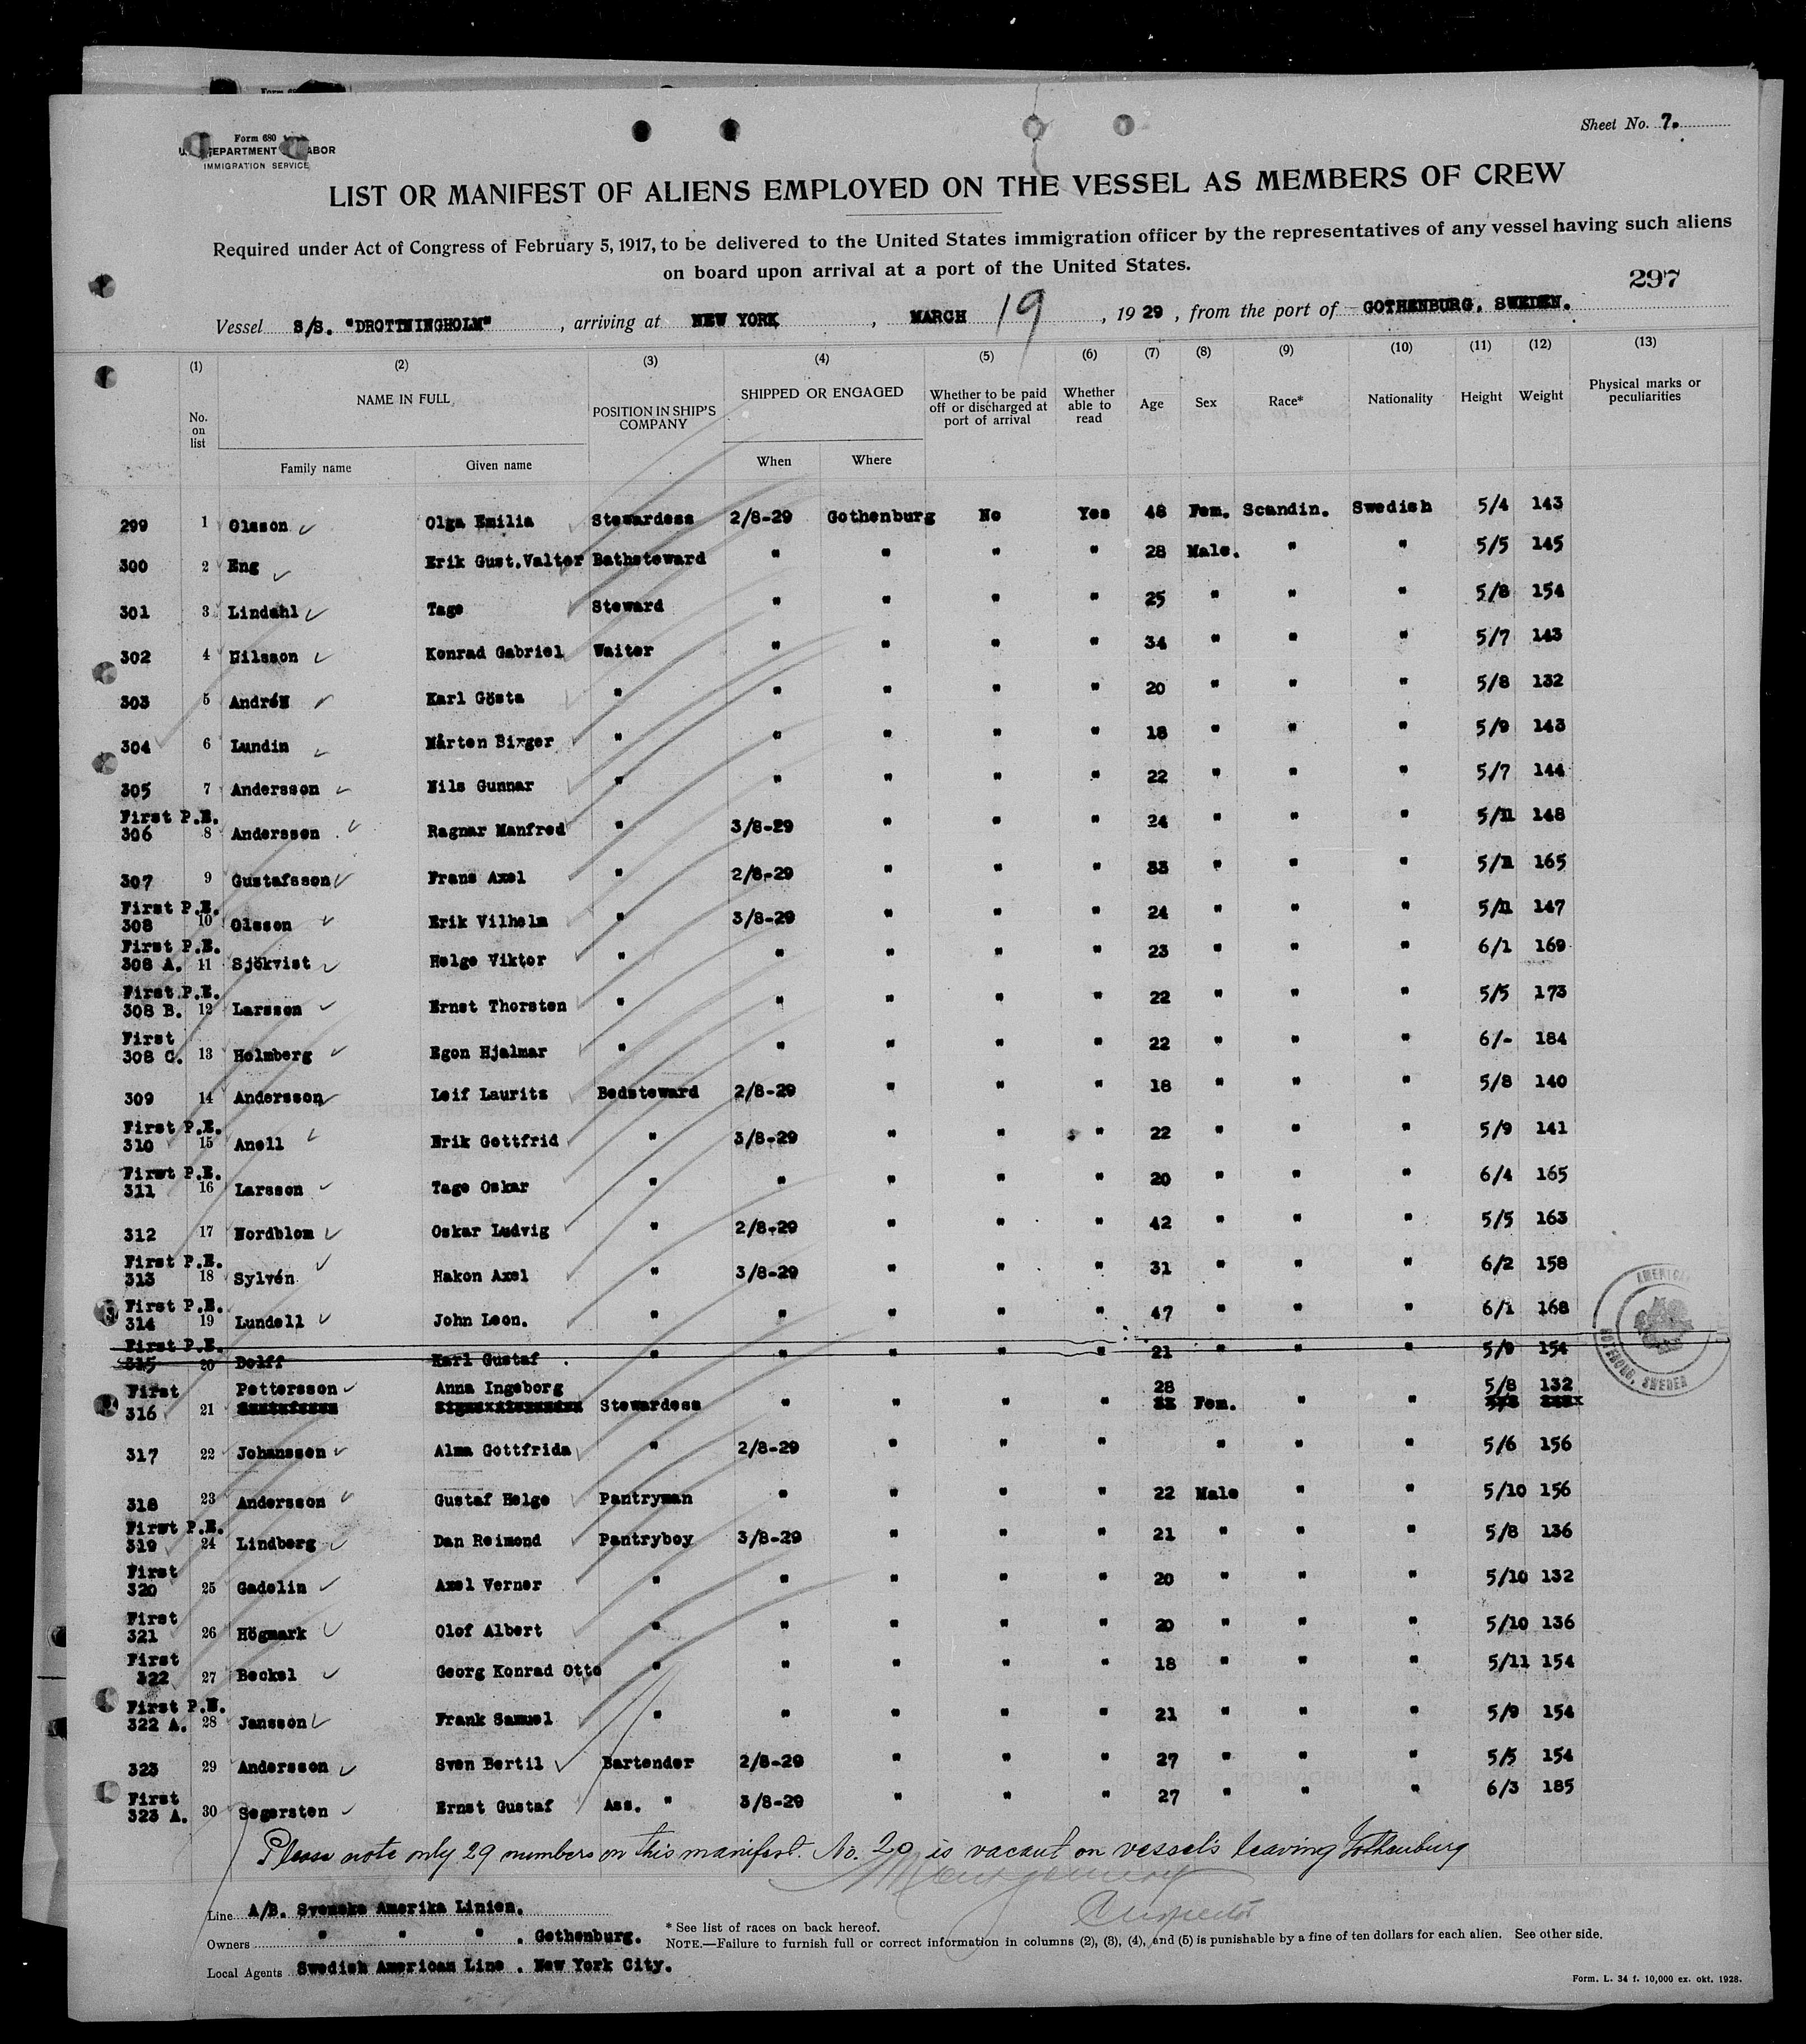 Form 680
DEPARTMENT LABOR
IMMIGRATION SERVICE
Sheet No. 7.
LIST OR MANIFEST OF ALIENS EMPLOYED ON THE VESSEL AS MEMBERS OF CREW
Required under Act of Congress of February 5, 1917, to be delivered to the United States immigration officer by the representatives of any vessel having such aliens
on board upon arrival at a port of the United States.
297
Vessel S/S. "DROTTNINGHOLM", arriving at NEW YORK, MARCH 19, 1929, from the port of GOTHENBURG, SWEDEN.
(1) (2) (3) (4) (5) (6) (7) (8) (9) (10) (11) (12) (13)
No. on list NAME IN FULL POSITION IN SHIP'S COMPANY SHIPPED OR ENGAGED Whether to be paid off or discharged at port of arrival Whether able to read Age Sex Race* Nationality Height Weight Physical marks or peculiarities
Family name Given name When Where
299 1 Olsson Olga Emilia Stewardess 2/8-29 Gothenburg No Yes 48 Fem. Scandin. Swedish 5/4 143
300 2 Eng Erik Gust.Valter Bathsteward " " " " 28 Male. " " 5/5 145
301 3 Lindahl Tage Steward " " " " 25 " " " 5/8 154
302 4 Nilsson Konrad Gabriel Waiter " " " " 34 " " " 5/7 143
303 5 Andrén Karl Gösta " " " " " 20 " " " 5/8 132
304 6 Lundin Mårten Birger " " " " " 18 " " " 5/9 143
305 7 Andersson Nils Gunnar " " " " " 22 " " " 5/7 144
First P.E.
306 8 Andersson Ragnar Manfred " 3/8-29 " " " 24 " " " 5/11 148
307 9 Gustafsson Frans Axel " 2/8-29 " " " 33 " " " 5/11 165
First P.E.
308 10 Olsson Erik Vilhelm " 3/8-29 " " " 24 " " " 5/11 147
First P.E.
308 A. 11 Sjökvist Helge Viktor " " " " " 23 " " " 6/1 169
First P.E.
308 B. 12 Larsson Ernst Thorsten " " " " " 22 " " " 5/5 173
First
308 C. 13 Holmberg Egon Hjalmar " " " " " 22 " " " 6/- 184
309 14 Andersson Leif Laurits Bedsteward 2/8-29 " " " 18 " " " 5/8 140
First P.E.
310 15 Anell Erik Gottfrid " 3/8-29 " " " 22 " " " 5/9 141
First P.E.
311 16 Larsson Tage Oskar " " " " " 20 " " " 6/4 165
312 17 Nordblom Oskar Ludvig " 2/8-29 " " " 42 " " " 5/5 163
First P.E.
313 18 Sylvén Hakon Axel " 3/8-29 " " " 31 " " " 6/2 158
First P.E.
314 19 Lundell John Leon. " " " " " 47 " " " 6/1 168
First P.E.
315 20 Dolff Karl Gustaf . " " " " " 21 " " " 5/9 154
First Pettersson Anna Ingeborg 28 5/8 132
316 21 Stewardess " " " " Fem. " "
317 22 Johansson Alma Gottfrida " 2/8-29 " " " " " " 5/6 156
318 23 Andersson Gustaf Helge Pantryman " " " " 22 Male " " 5/10 156
First P.E.
319 24 Lindberg Dan Reimond Pantryboy 3/8-29 " " " 21 " " " 5/8 136
First
320 25 Gadelin Axel Verner " " " " " 20 " " " 5/10 132
First
321 26 Högmark Olof Albert " " " " " 20 " " " 5/10 136
First
322 27 Beckel Georg Konrad Otto " " " " " 18 " " " 5/11 154
First P.E.
322 A. 28 Jansson Frank Samuel " " " " " 21 " " " 5/9 154
323 29 Andersson Sven Bertil Bartender 2/8-29 " " " 27 " " " 5/5 154
First
323 A. 30 Segersten Ernst Gustaf Ass. " 3/8-29 " " " 27 " " " 6/3 185
AMERICAN
GOTENBURG, SWEDEN
Please note only 29 numbers on this manifest. No. 20 is vacant on vessels leaving Gothenburg
Montgomery
Inspector
Line A/B. Svenska Amerika Linien.
Owners " " " . Gothenburg.
* See list of races on back hereof.
NOTE.—Failure to furnish full or correct information in columns (2), (3), (4), and (5) is punishable by a fine of ten dollars for each alien. See other side.
Local Agents Swedish American Line . New York City.
Form. L. 34 f. 10,000 ex. okt. 1928.